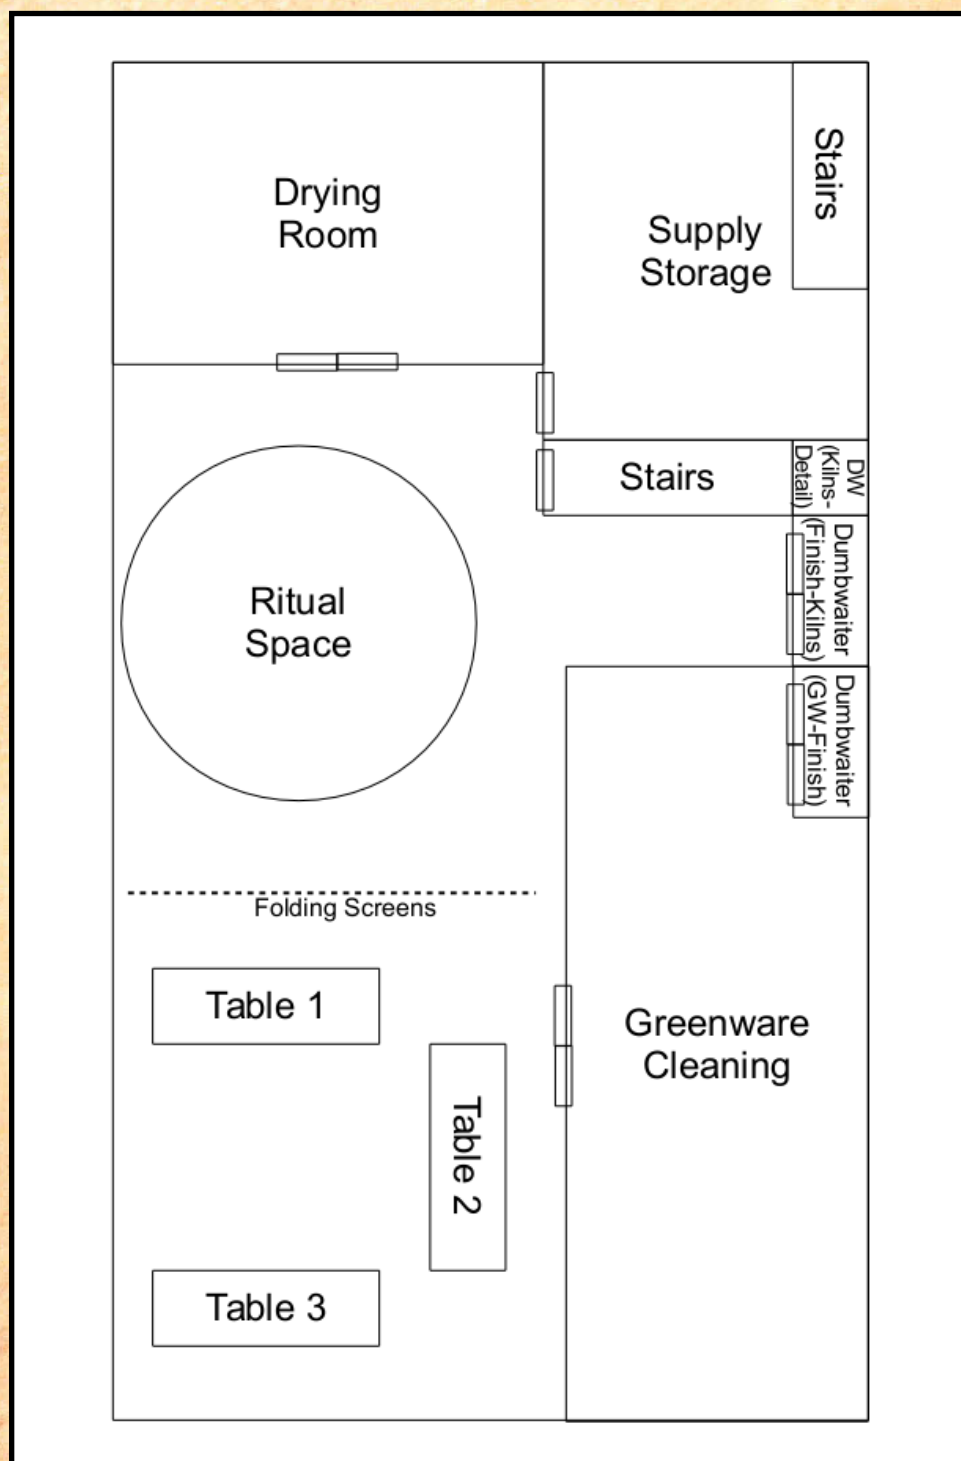 Drying
Room
Stairs
Supply
Storage
Stairs
DW
(Kilns-
Detail)
Dumbwaiter
(Finish-Kilns)
Ritual
Space
Dumbwaiter
(GW-Finish)
Folding Screens
Table 1
Greenware
Cleaning
Table 2
Table 3